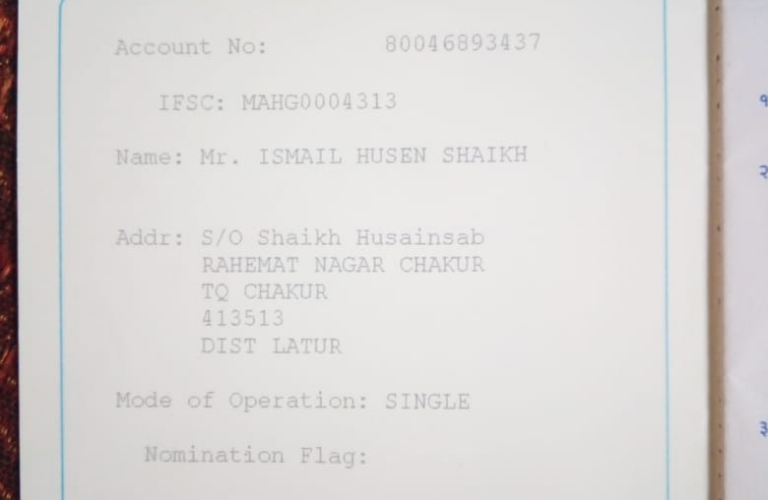 Account No: 80046893437
IFSC: MAHG0004313
Name: Mr. ISMAIL HUSEN SHAIKH
Addr: S/O Shaikh Husainsab
RAHEMAT NAGAR CHAKUR
TQ CHAKUR
413513
DIST LATUR
Mode of Operation: SINGLE
Nomination Flag:
१
२
३